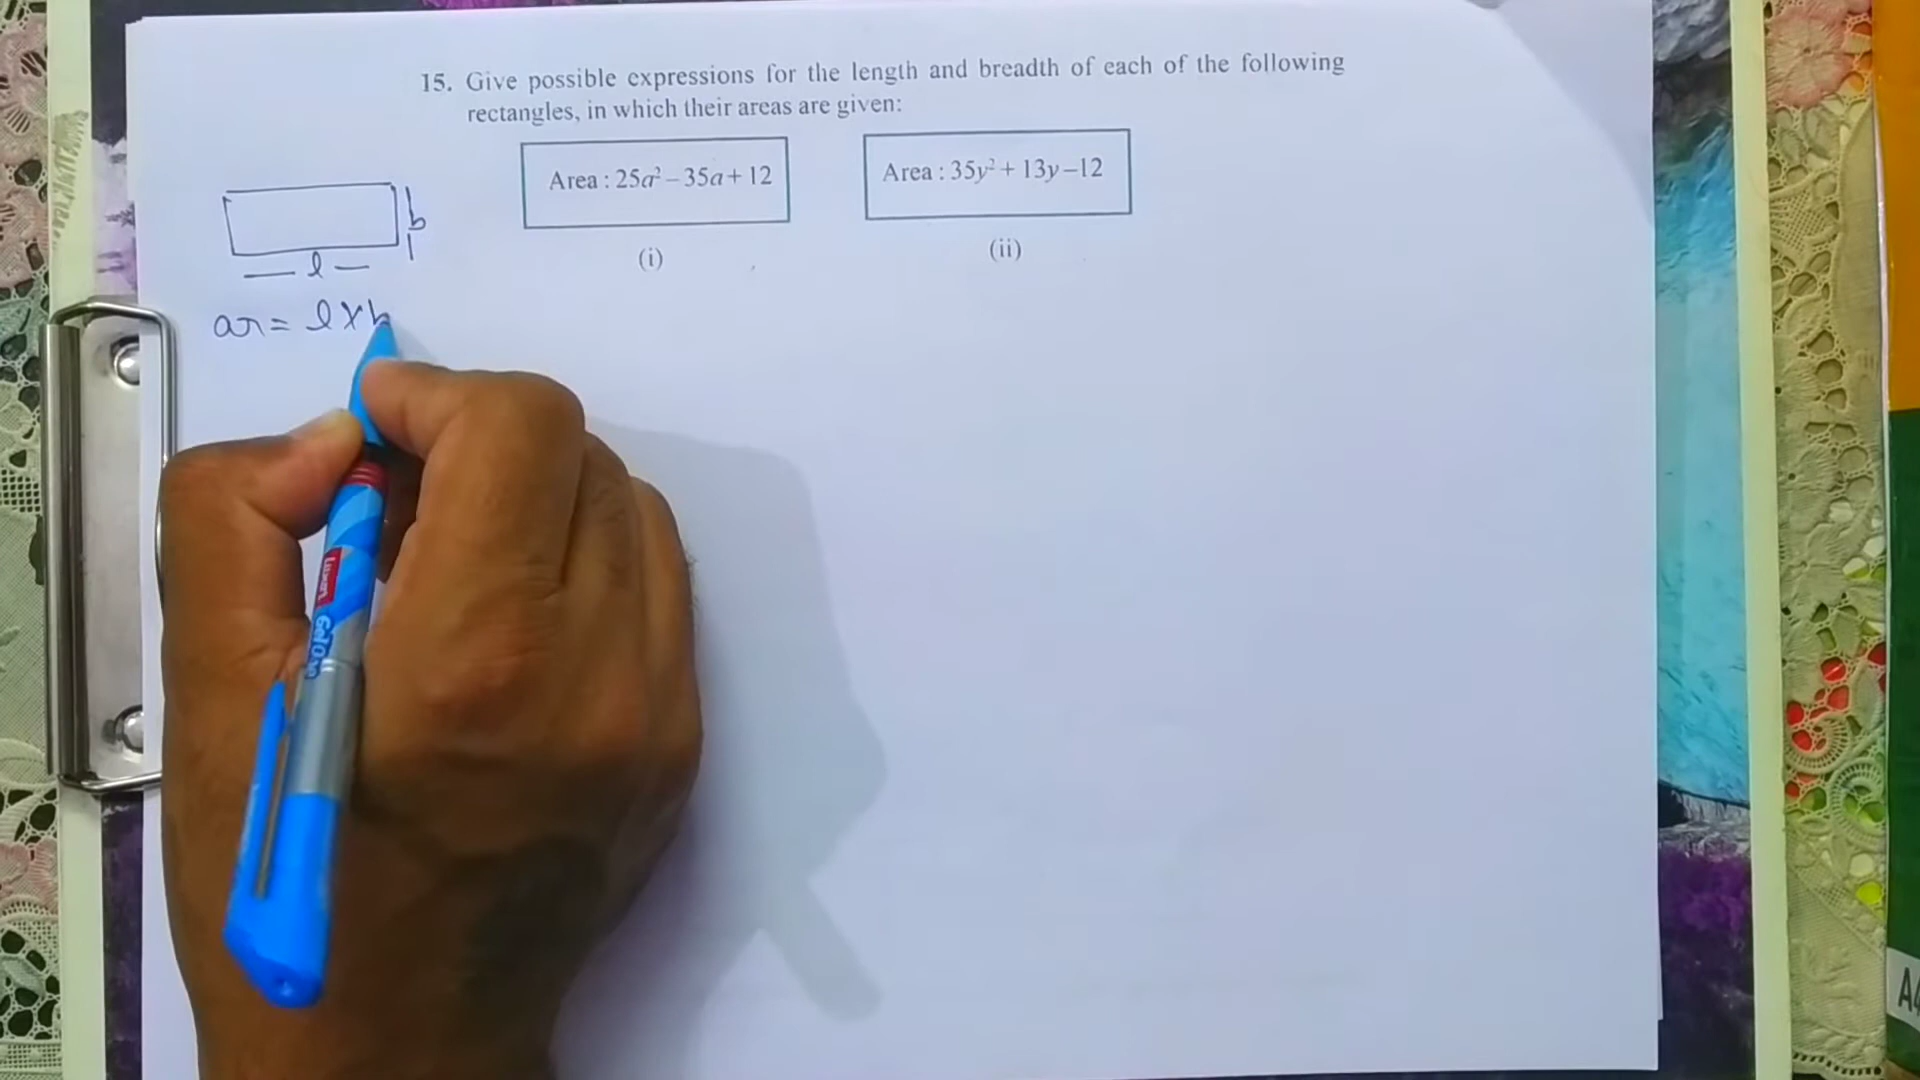 15. Give possible expressions for the length and breadth of each of the following
rectangles, in which their areas are given:
Area : 25a² – 35a + 12
Area : 35y² + 13y –12
(i)
(ii)
b
l
ar = l x b
Gel
A4